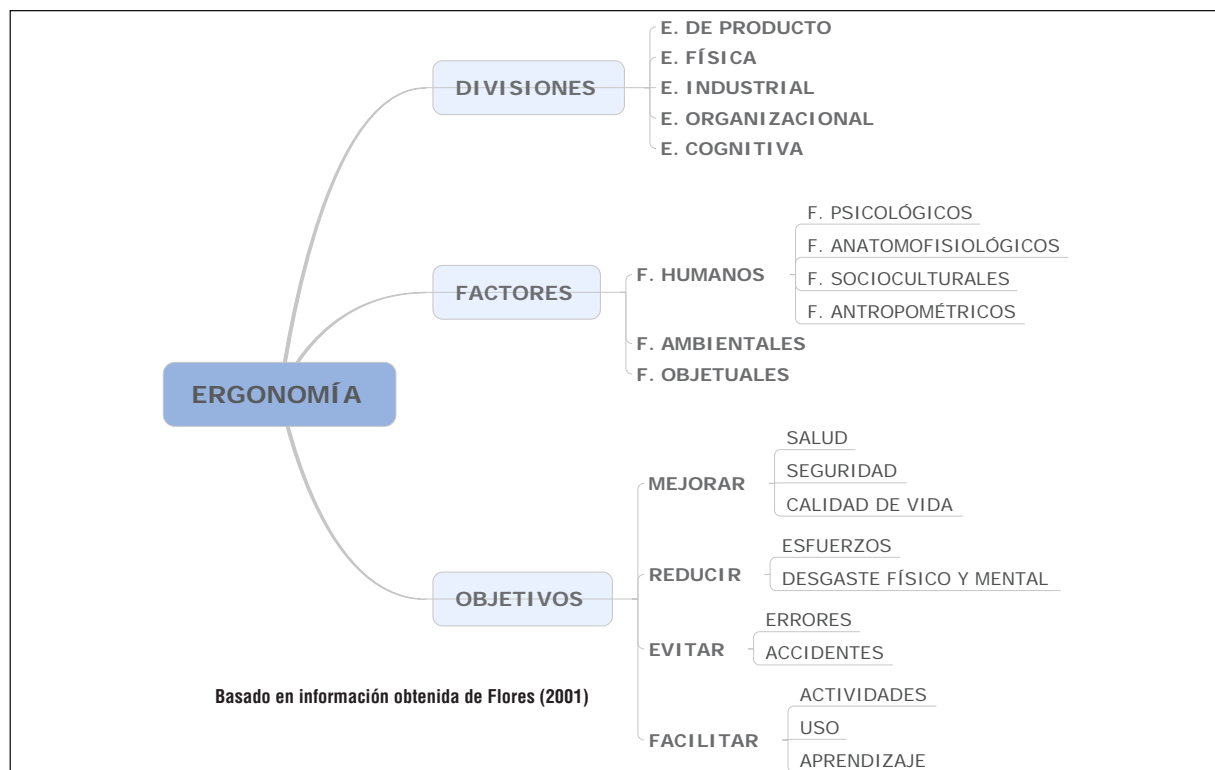 ERGONOMÍA
DIVISIONES
E. DE PRODUCTO
E. FÍSICA
E. INDUSTRIAL
E. ORGANIZACIONAL
E. COGNITIVA
FACTORES
F. HUMANOS
F. PSICOLÓGICOS
F. ANATOMOFISIOLÓGICOS
F. SOCIOCULTURALES
F. ANTROPOMÉTRICOS
F. AMBIENTALES
F. OBJETUALES
OBJETIVOS
MEJORAR
SALUD
SEGURIDAD
CALIDAD DE VIDA
REDUCIR
ESFUERZOS
DESGASTE FÍSICO Y MENTAL
EVITAR
ERRORES
ACCIDENTES
FACILITAR
ACTIVIDADES
USO
APRENDIZAJE
Basado en información obtenida de Flores (2001)